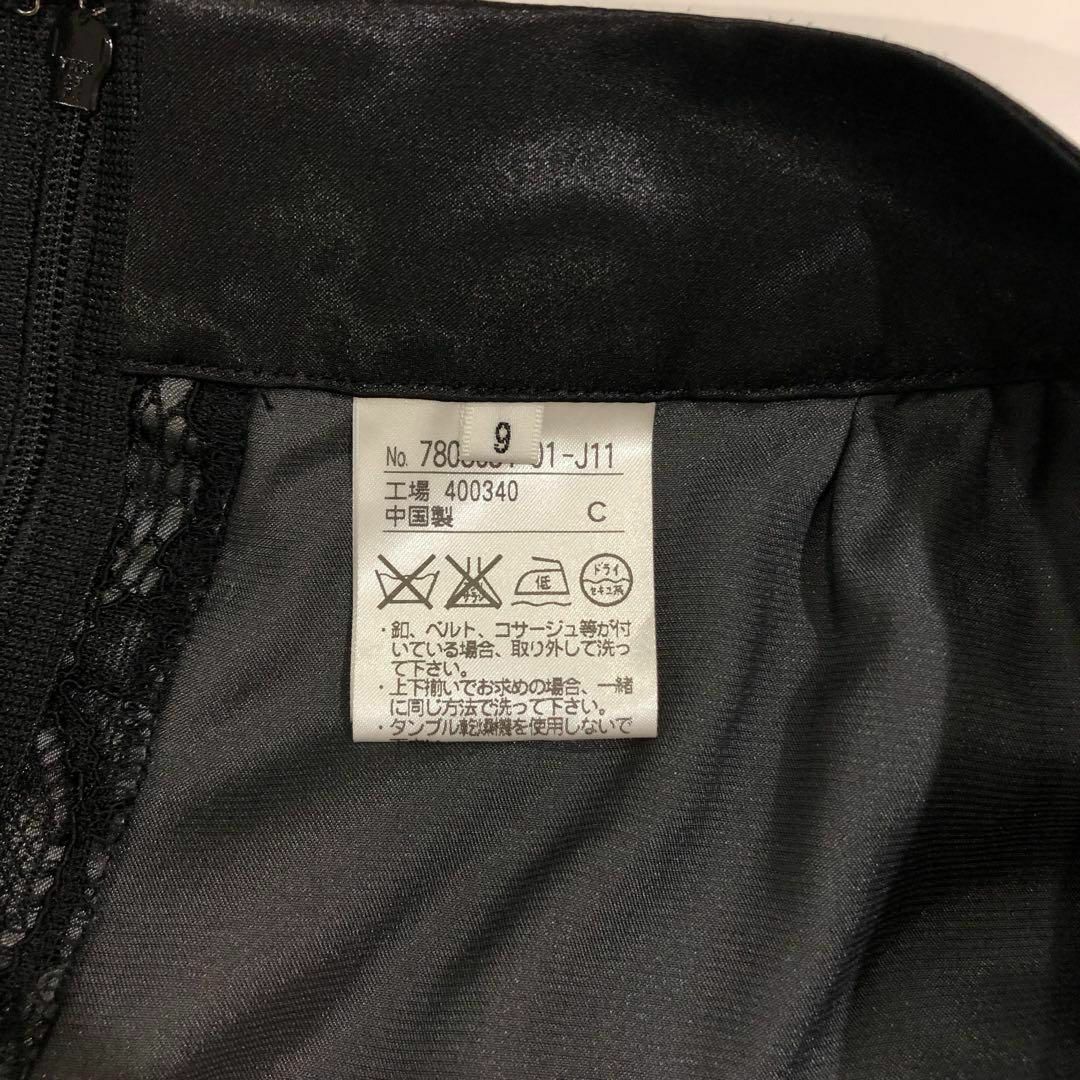 9
No. 7803 01-J11
工場 400340
中国製 C
低 ドライ
セキユ系
・釦、ベルト、コサージュ等が付
いている場合、取り外して洗っ
て下さい。
・上下揃いでお求めの場合、一緒
に同じ方法で洗って下さい。
・タンブル乾燥機を使用しないで